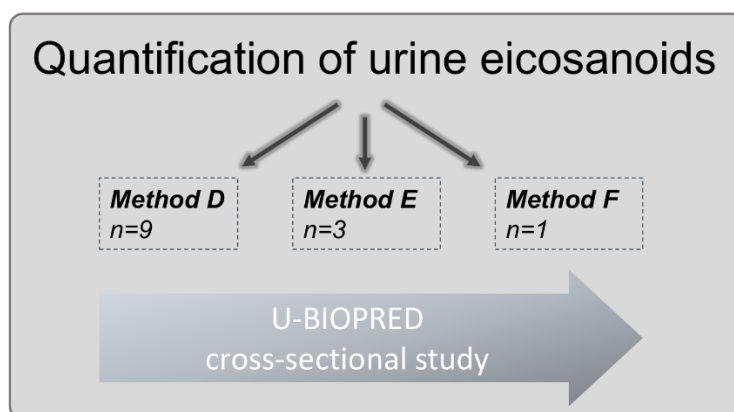 Quantification of urine eicosanoids
Method D
n=9
Method E
n=3
Method F
n=1
U-BIOPRED
cross-sectional study